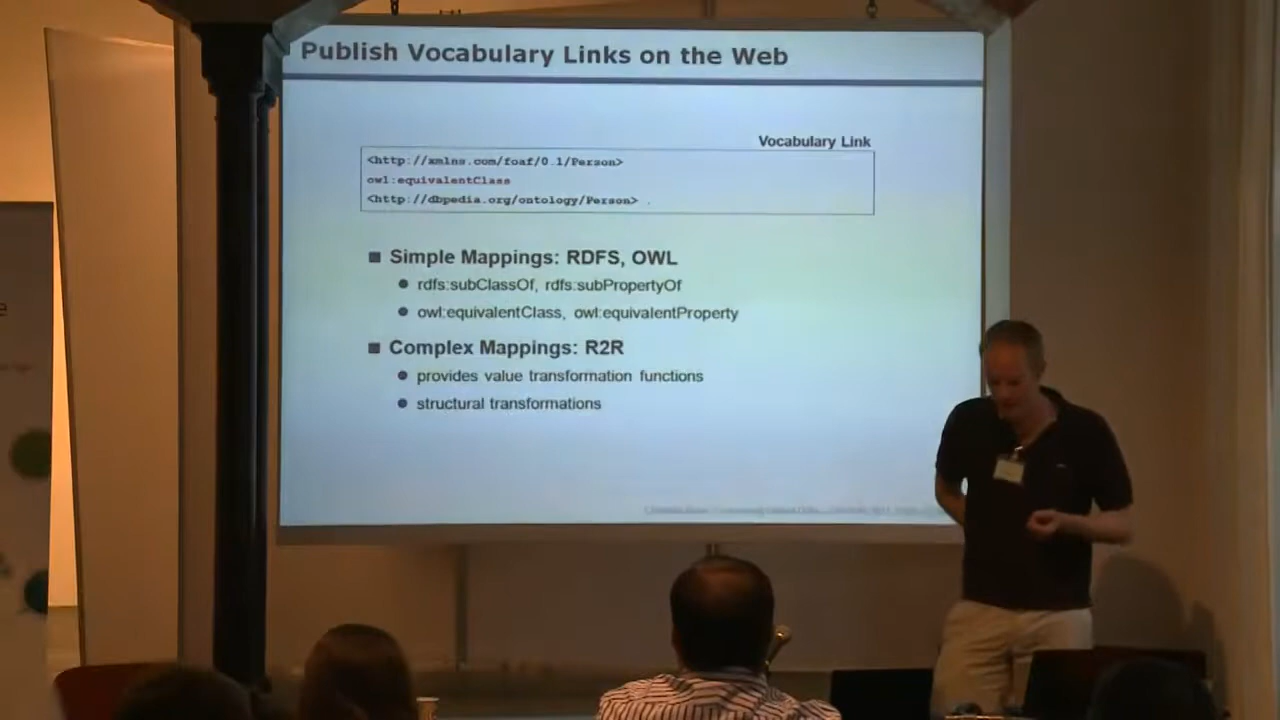 Publish Vocabulary Links on the Web
Vocabulary Link
<http://xmlns.com/foaf/0.1/Person>
owl:equivalentClass
<http://dbpedia.org/ontology/Person> .
Simple Mappings: RDFS, OWL
rdfs:subClassOf, rdfs:subPropertyOf
owl:equivalentClass, owl:equivalentProperty
Complex Mappings: R2R
provides value transformation functions
structural transformations
e